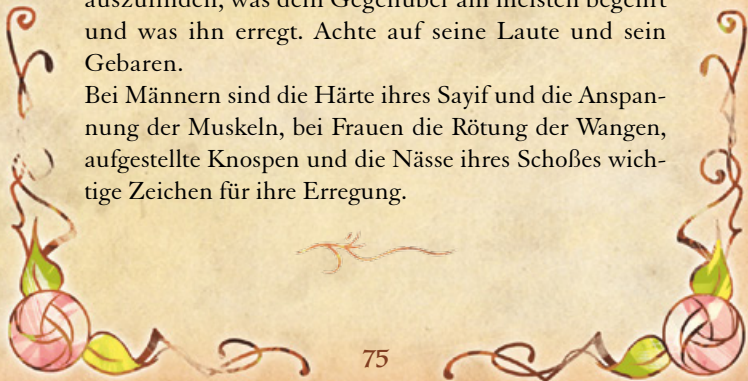 auszufinden, was dem Gegenüber am meisten begehrt
und was ihn erregt. Achte auf seine Laute und sein
Gebaren.
Bei Männern sind die Härte ihres Sayif und die Anspan-
nung der Muskeln, bei Frauen die Rötung der Wangen,
aufgestellte Knospen und die Nässe ihres Schoßes wich-
tige Zeichen für ihre Erregung.
75